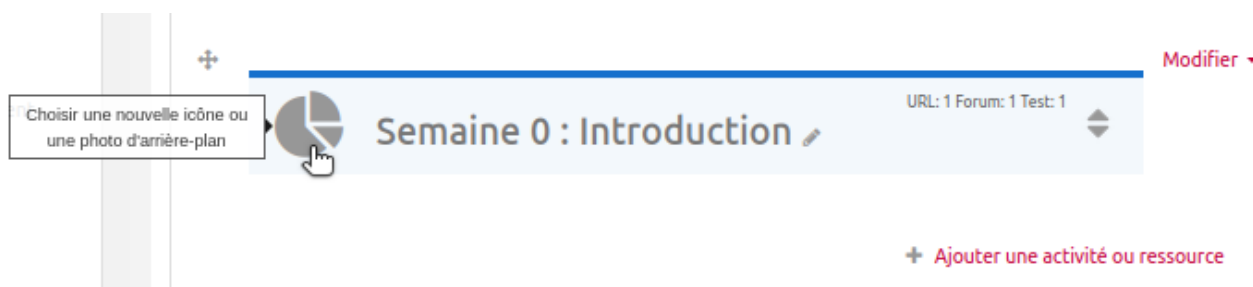 Modifier
Choisir une nouvelle icône ou
une photo d'arrière-plan
URL: 1 Forum: 1 Test: 1
Semaine 0 : Introduction
Ajouter une activité ou ressource